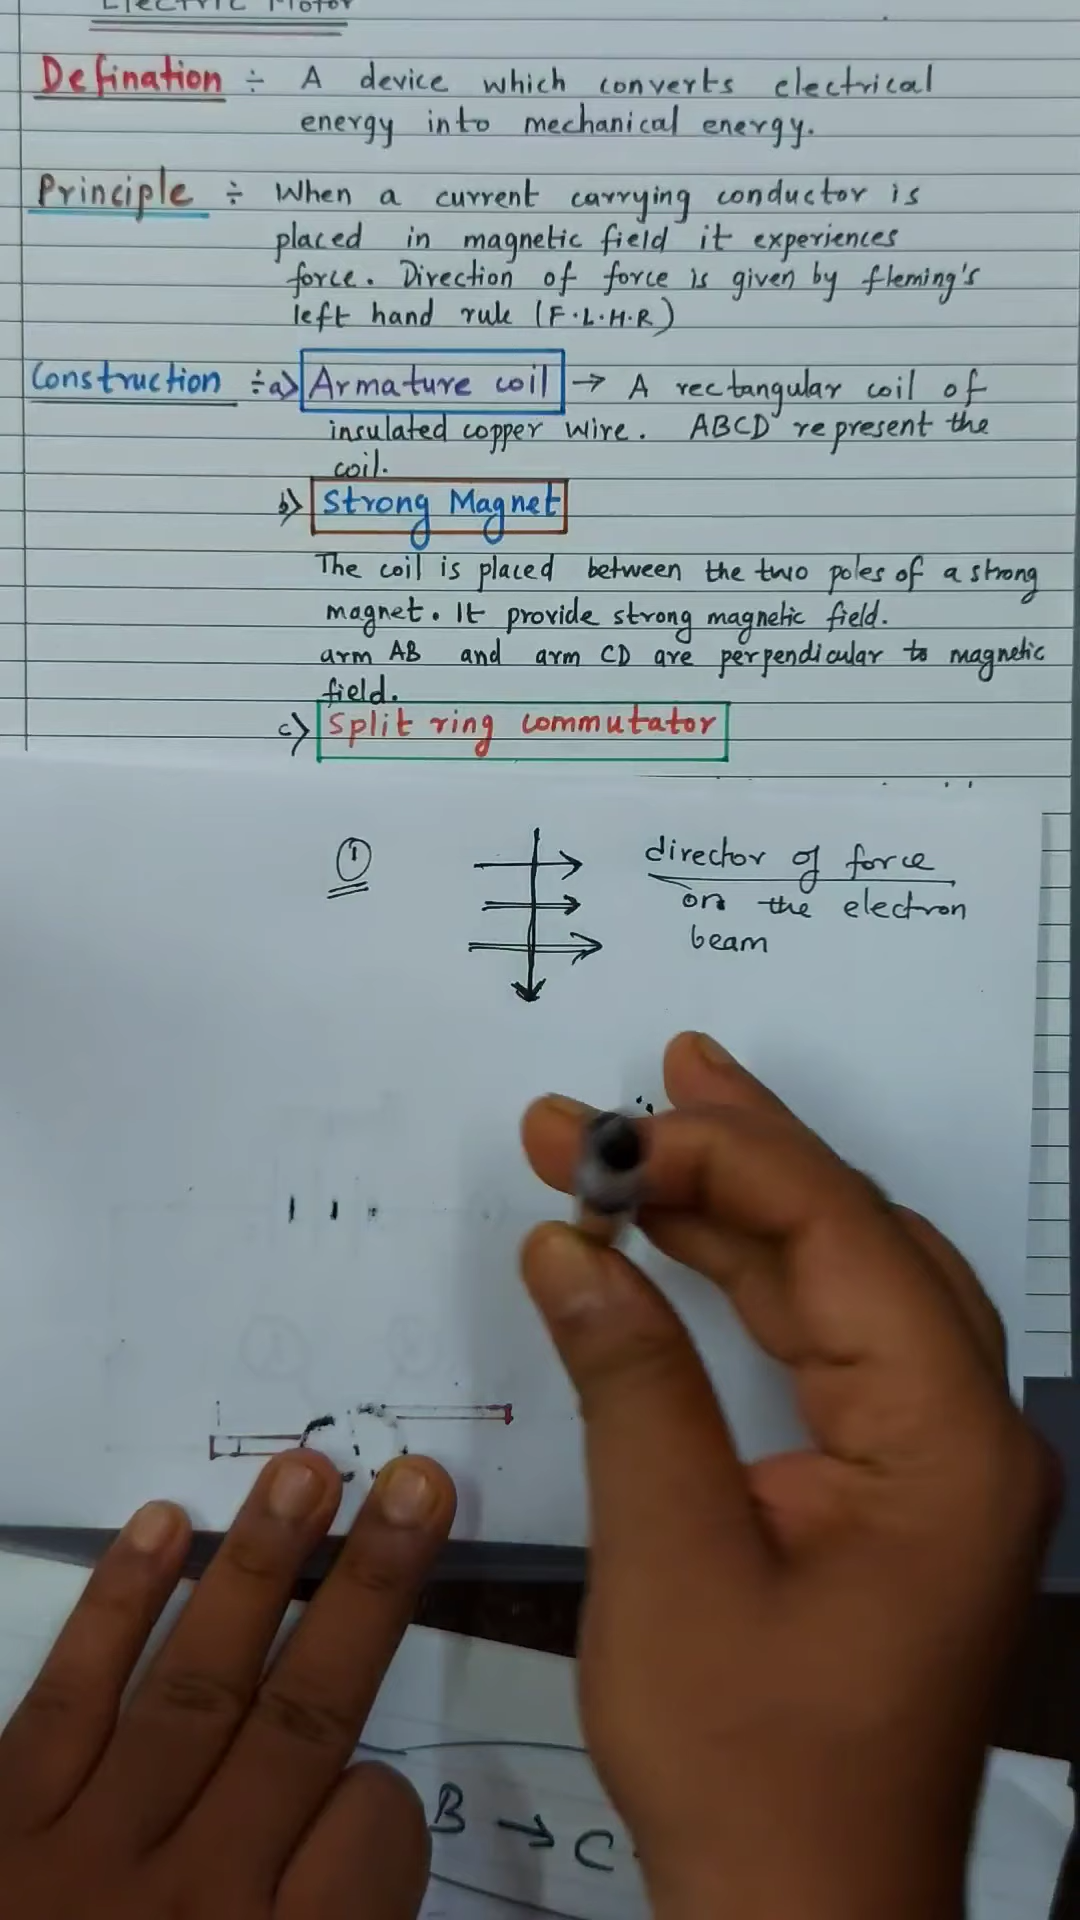 Electric Motor
Defination ÷ A device which converts electrical
energy into mechanical energy.
Principle ÷ When a current carrying conductor is
placed in magnetic field it experiences
force. Direction of force is given by fleming's
left hand rule (F.L.H.R)
Construction ÷ a) Armature coil → A rectangular coil of
insulated copper wire. ABCD represent the
coil.
b) Strong Magnet
The coil is placed between the two poles of a strong
magnet. It provide strong magnetic field.
arm AB and arm CD are perpendicular to magnetic
field.
c) Split ring commutator
① director of force
on the electron
beam
B → C